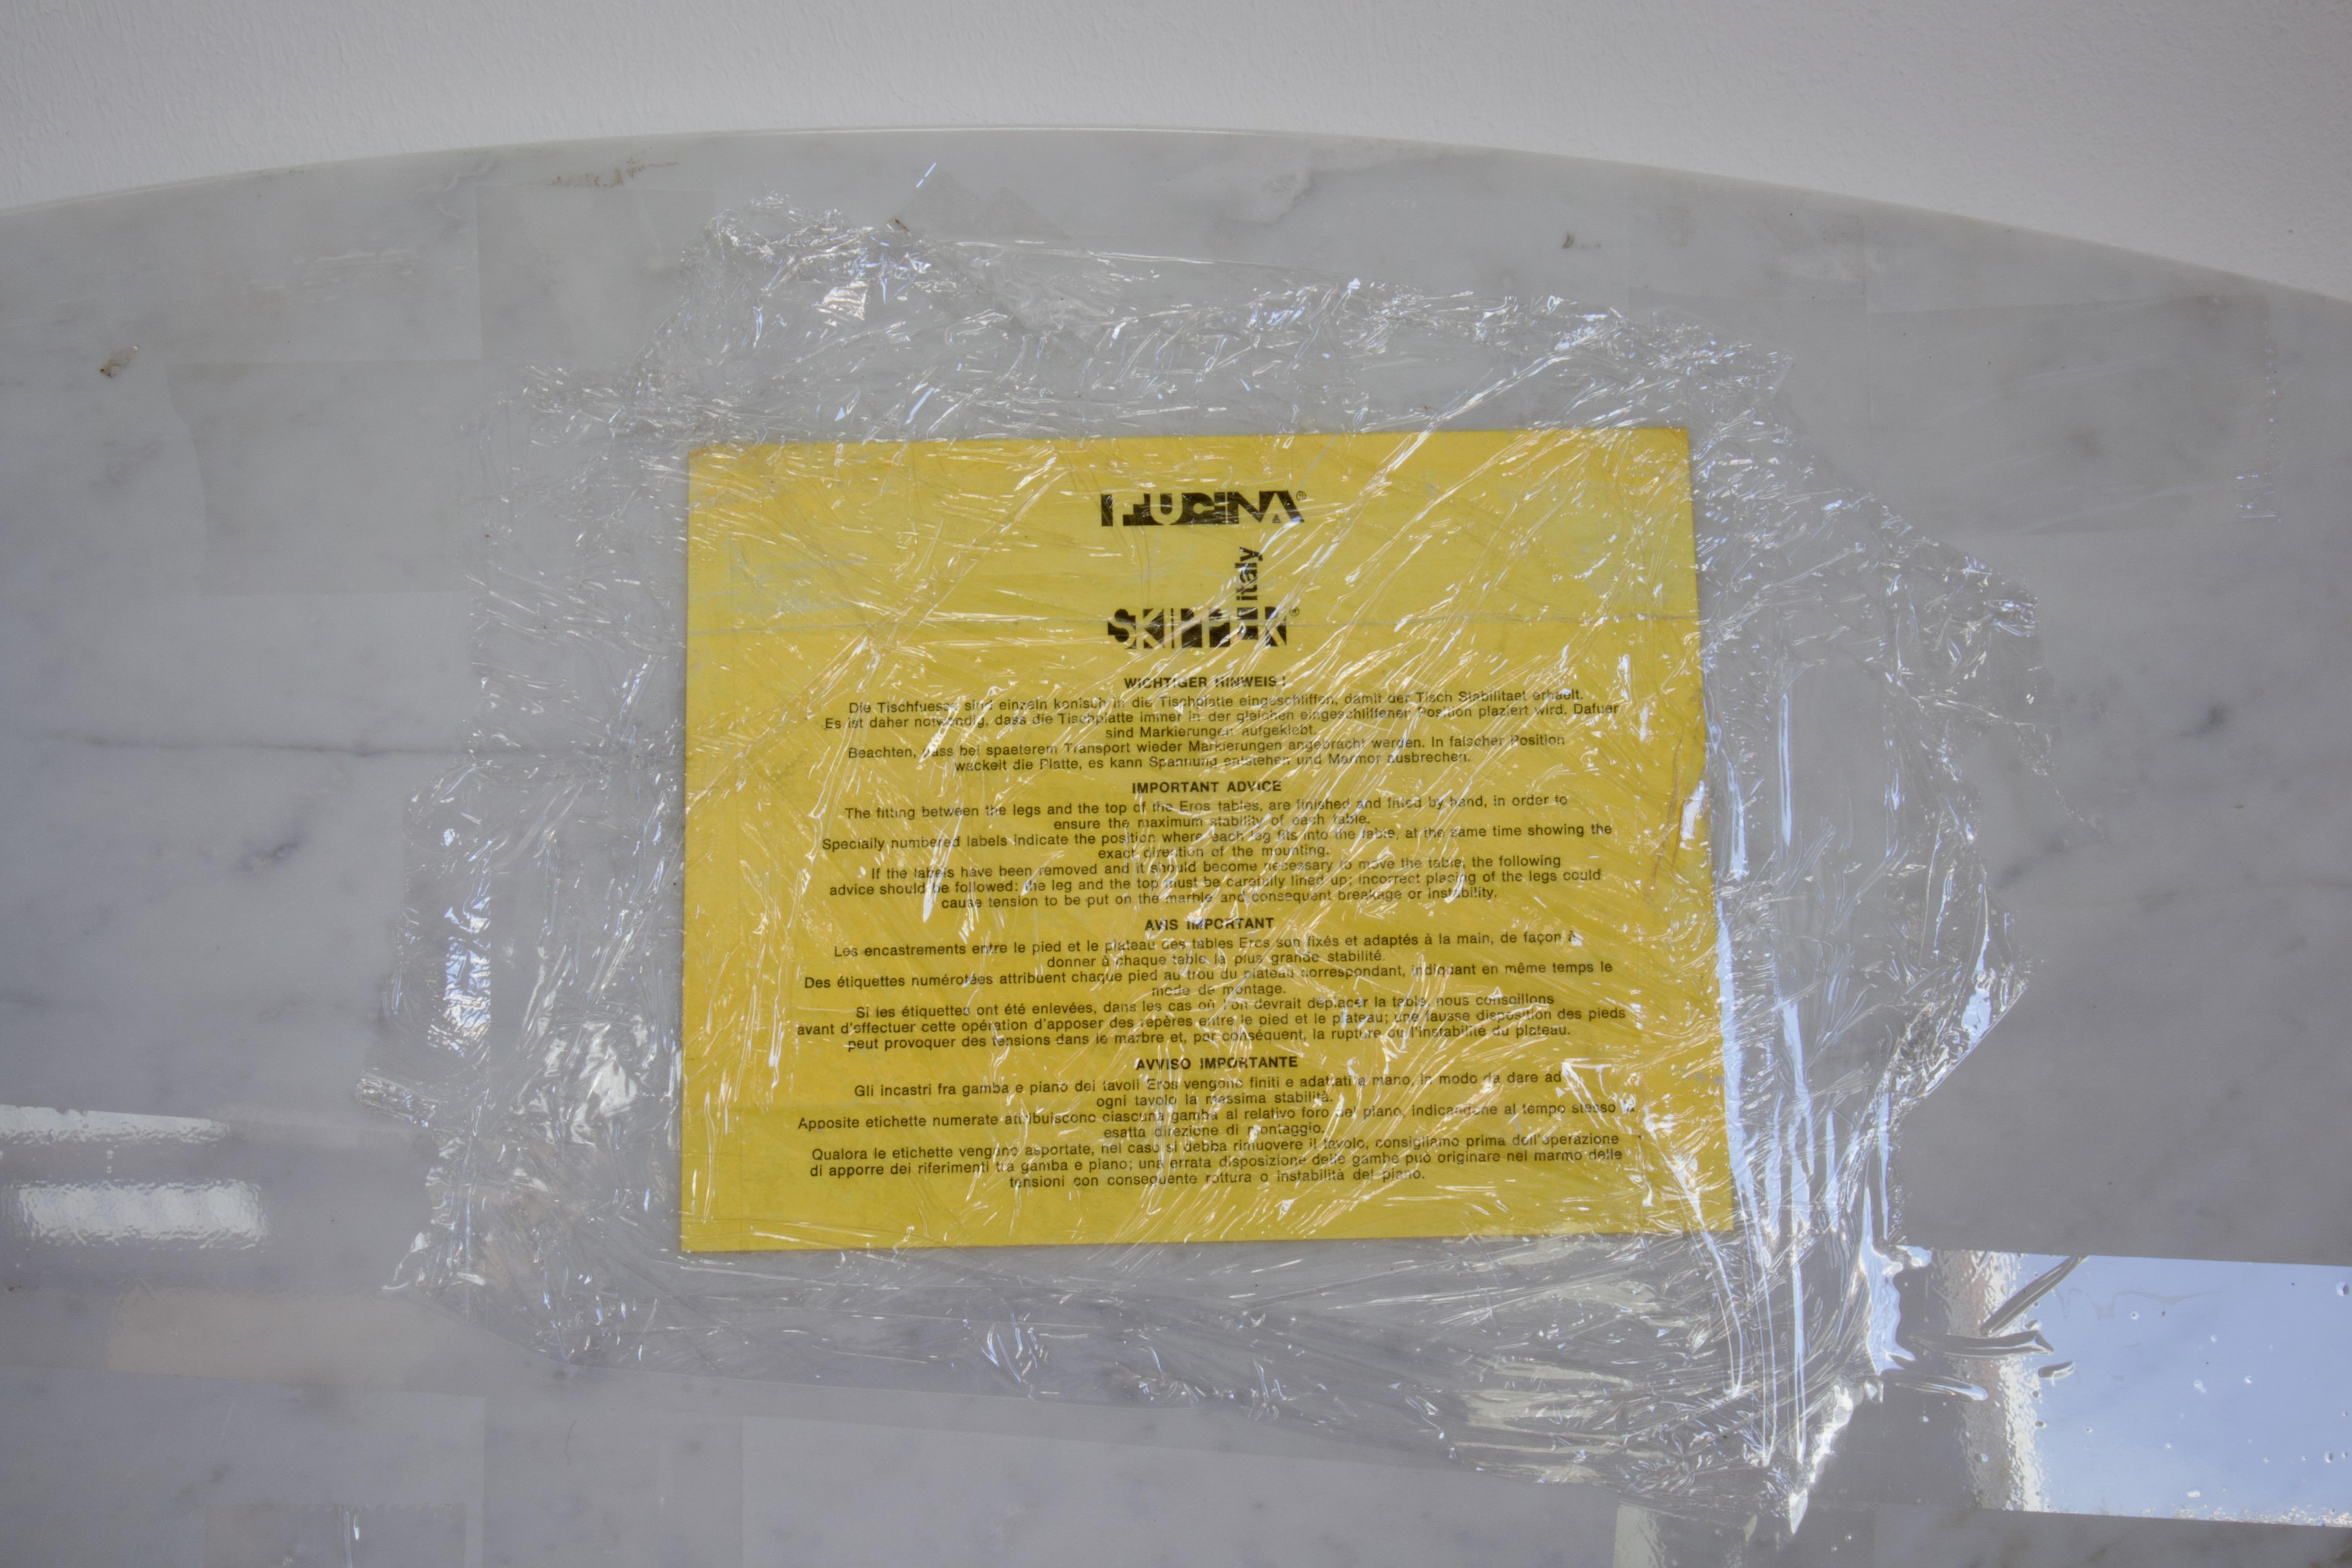 FUCINA®
italy
SKIPPER®
WICHTIGER HINWEIS!
Die Tischfuesse sind einzeln konisch in die Tischplatte eingeschliffen, damit der Tisch Stabilitaet erhaelt.
Es ist daher notwendig, dass die Tischplatte immer in der gleichen eingeschliffenen Position plaziert wird. Dafuer
sind Markierungen aufgeklebt.
Beachten, dass bei spaeterem Transport wieder Markierungen angebracht werden. In falscher Position
wackelt die Platte, es kann Spannung entstehen und Marmor ausbrechen.
IMPORTANT ADVICE
The fitting between the legs and the top of the Eros tables, are finished and fitted by hand, in order to
ensure the maximum stability of each table.
Specially numbered labels indicate the position where each leg fits into the table, at the same time showing the
exact direction of the mounting.
If the labels have been removed and it should become necessary to move the table, the following
advice should be followed: the leg and the top must be carefully lined up; incorrect placing of the legs could
cause tension to be put on the marble and consequent breakage or instability.
AVIS IMPORTANT
Les encastrements entre le pied et le plateau des tables Eros son fixés et adaptés à la main, de façon à
donner à chaque table la plus grande stabilité.
Des étiquettes numérotées attribuent chaque pied au trou du plateau correspondant, indiquant en même temps le
mode de montage.
Si les étiquettes ont été enlevées, dans les cas où l'on devrait déplacer la table, nous conseillons
avant d'effectuer cette opération d'apposer des repères entre le pied et le plateau; une fausse disposition des pieds
peut provoquer des tensions dans le marbre et, par conséquent, la rupture ou l'instabilité du plateau.
AVVISO IMPORTANTE
Gli incastri fra gamba e piano dei tavoli Eros vengono finiti e adattati a mano, in modo da dare ad
ogni tavolo la massima stabilità.
Apposite etichette numerate attribuiscono ciascuna gamba al relativo foro del piano, indicandone al tempo stesso la
esatta direzione di montaggio.
Qualora le etichette vengano asportate, nel caso si debba rimuovere il tavolo, consigliamo prima dell'operazione
di apporre dei riferimenti tra gamba e piano; una errata disposizione delle gambe può originare nel marmo delle
tensioni con conseguente rottura o instabilità del piano.